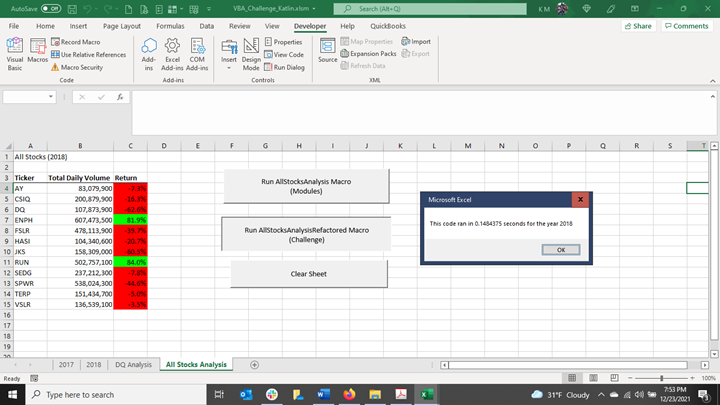 AutoSave Off
VBA_Challenge_Katlin.xlsm
Search (Alt+Q)
K M
File Home Insert Page Layout Formulas Data Review View Developer Help QuickBooks
Share Comments
Visual Basic
Macros
Record Macro
Use Relative References
Macro Security
Code
Add-ins
Excel Add-ins
COM Add-ins
Add-ins
Insert
Design Mode
Properties
View Code
Run Dialog
Controls
Source
Map Properties
Expansion Packs
Refresh Data
Import
Export
XML
fx
A B C D E F G H I J K L M N O P Q R S T
1 All Stocks (2018)
2
3 Ticker Total Daily Volume Return
4 AY 83,079,900 -7.3%
5 CSIQ 200,879,900
6 DQ 107,873,900
7 ENPH 607,473,500 81.9%
8 FSLR 478,113,900 -39.7%
9 HASI 104,340,600 -20.7%
10 JKS 158,309,000 -60.5%
11 RUN 502,757,100 84.0%
12 SEDG 237,212,300 -7.8%
13 SPWR 538,024,300 -44.6%
14 TERP 151,434,700 -5.0%
15 VSLR 136,539,100 -3.5%
16
17
18
19
20
Run AllStocksAnalysis Macro
(Modules)
Run AllStocksAnalysisRefactored Macro
(Challenge)
Clear Sheet
Microsoft Excel
This code ran in 0.1484375 seconds for the year 2018
OK
2017 2018 DQ Analysis All Stocks Analysis
Ready
100%
Type here to search
31°F Cloudy
7:53 PM
12/23/2021